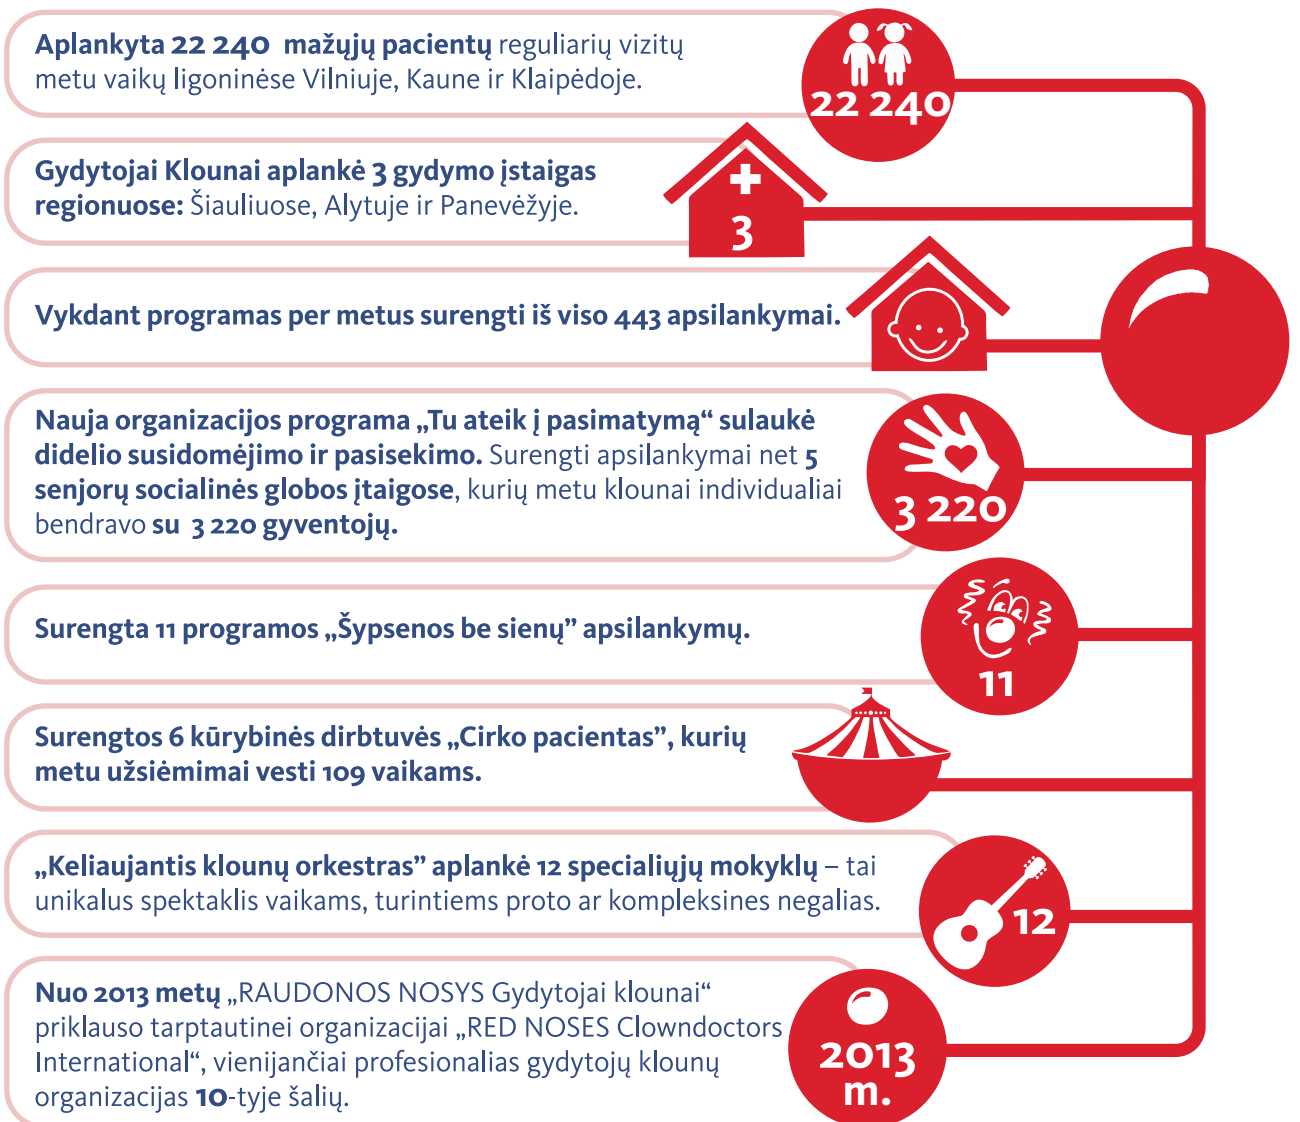 Aplankyta 22 240 mažųjų pacientų reguliarių vizitų
metu vaikų ligoninėse Vilniuje, Kaune ir Klaipėdoje.
22 240
Gydytojai Klounai aplankė 3 gydymo įstaigas
regionuose: Šiauliuose, Alytuje ir Panevėžyje.
3
Vykdant programas per metus surengti iš viso 443 apsilankymai.
Nauja organizacijos programa „Tu ateik į pasimatymą“ sulaukė
didelio susidomėjimo ir pasisekimo. Surengti apsilankymai net 5
senjorų socialinės globos įtaigose, kurių metu klounai individualiai
bendravo su 3 220 gyventojų.
3 220
Surengta 11 programos „Šypsenos be sienų” apsilankymų.
11
Surengtos 6 kūrybinės dirbtuvės „Cirko pacientas”, kurių
metu užsiėmimai vesti 109 vaikams.
„Keliaujantis klounų orkestras” aplankė 12 specialiųjų mokyklų – tai
unikalus spektaklis vaikams, turintiems proto ar kompleksines negalias.
12
Nuo 2013 metų „RAUDONOS NOSYS Gydytojai klounai“
priklauso tarptautinei organizacijai „RED NOSES Clowndoctors
International“, vienijančiai profesionalias gydytojų klounų
organizacijas 10-tyje šalių.
2013
m.